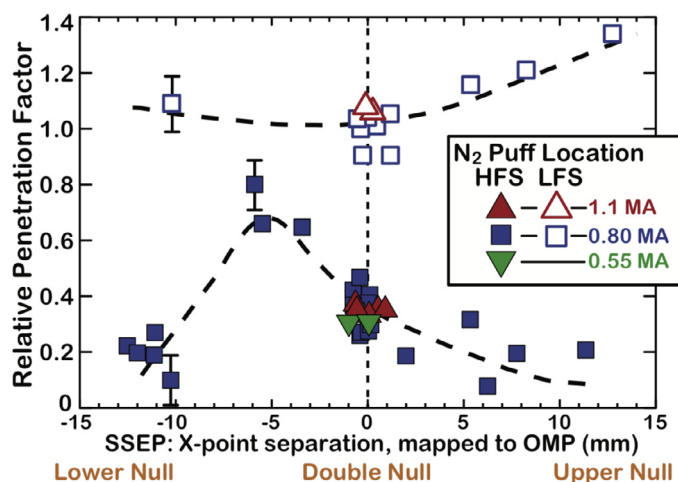 Relative Penetration Factor
1.4
1.2
1.0
0.8
0.6
0.4
0.2
0
-15
-10
-5
0
5
10
15
SSEP: X-point separation, mapped to OMP (mm)
Lower Null
Double Null
Upper Null
N2 Puff Location
HFS LFS
1.1 MA
0.80 MA
0.55 MA